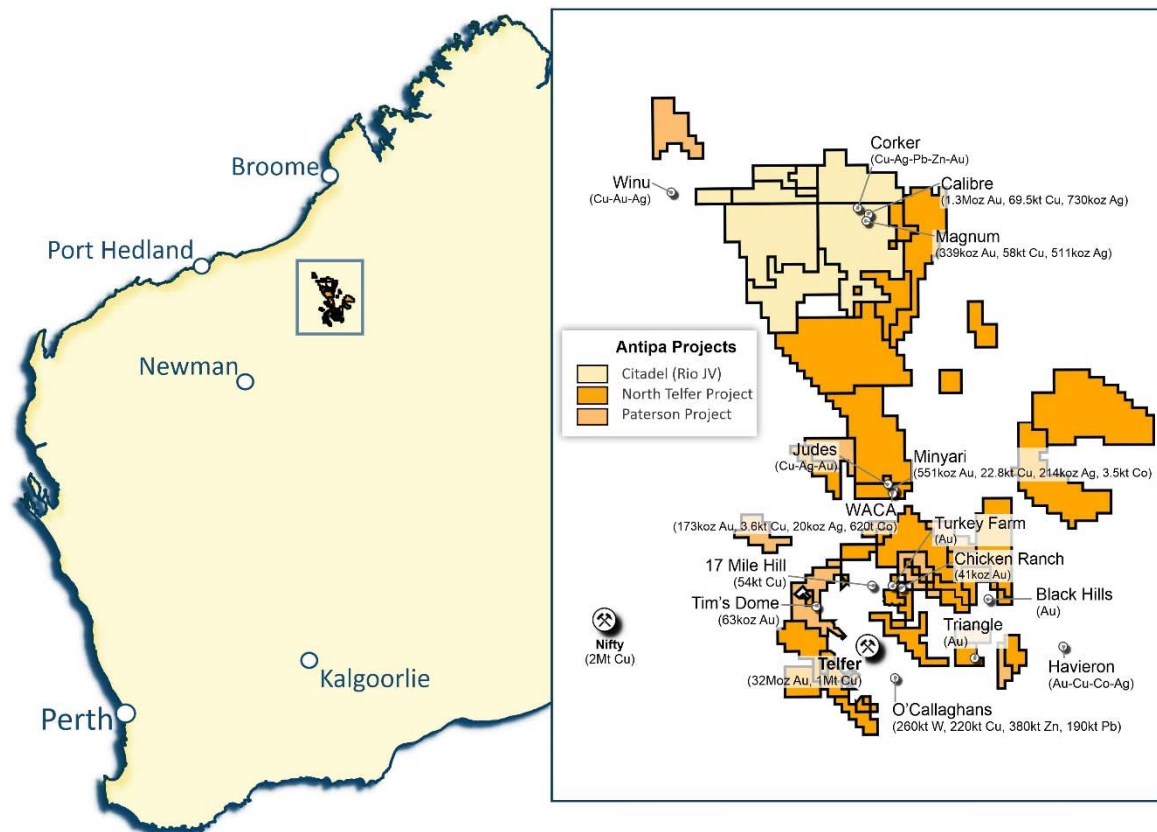 Broome
Port Hedland
Newman
Kalgoorlie
Perth
Corker
(Cu-Ag-Pb-Zn-Au)
Winu
(Cu-Au-Ag)
Calibre
(1.3Moz Au, 69.5kt Cu, 730koz Ag)
Magnum
(339koz Au, 58kt Cu, 511koz Ag)
Antipa Projects
Citadel (Rio JV)
North Telfer Project
Paterson Project
Judes
(Cu-Ag-Au)
Minyari
(551koz Au, 22.8kt Cu, 214koz Ag, 3.5kt Co)
WACA
(173koz Au, 3.6kt Cu, 20koz Ag, 620t Co)
Turkey Farm
(Au)
17 Mile Hill
(54kt Cu)
Chicken Ranch
(41koz Au)
Tim's Dome
(63koz Au)
Black Hills
(Au)
Nifty
(2Mt Cu)
Triangle
(Au)
Telfer
(32Moz Au, 1Mt Cu)
Havieron
(Au-Cu-Co-Ag)
O'Callaghans
(260kt W, 220kt Cu, 380kt Zn, 190kt Pb)